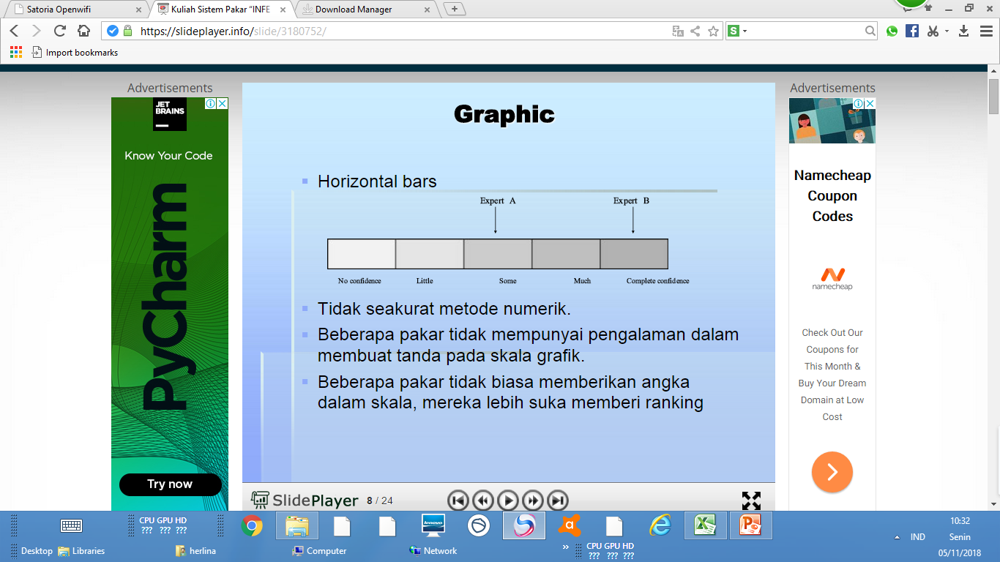 Satoria Openwifi
Kuliah Sistem Pakar “INFE
Download Manager
https://slideplayer.info/slide/3180752/
S
Import bookmarks
Advertisements
JET
BRAINS
Know Your Code
PyCharm
Try now
Graphic
Horizontal bars
Expert A
Expert B
No confidence
Little
Some
Much
Complete confidence
Tidak seakurat metode numerik.
Beberapa pakar tidak mempunyai pengalaman dalam
membuat tanda pada skala grafik.
Beberapa pakar tidak biasa memberikan angka
dalam skala, mereka lebih suka memberi ranking
SlidePlayer
8 / 24
Advertisements
Namecheap
Coupon
Codes
namecheap
Check Out Our
Coupons for
This Month &
Buy Your Dream
Domain at Low
Cost
CPU GPU HD
??? ??? ???
lenovo
Desktop
Libraries
herlina
Computer
Network
»
CPU GPU HD
??? ??? ???
IND
10:32
Senin
05/11/2018